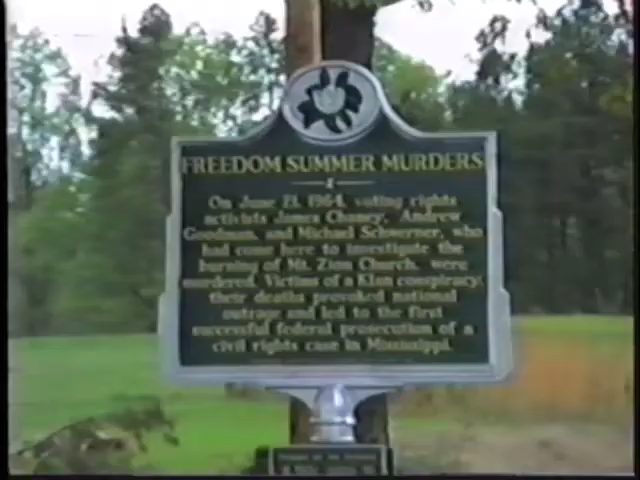 FREEDOM SUMMER MURDERS
On June 21, 1964, voting rights
activists James Chaney, Andrew
Goodman, and Michael Schwerner, who
had come here to investigate the
burning of Mt. Zion Church, were
murdered. Victims of a Klan conspiracy,
their deaths provoked national
outrage and led to the first
successful federal prosecution of a
civil rights case in Mississippi.